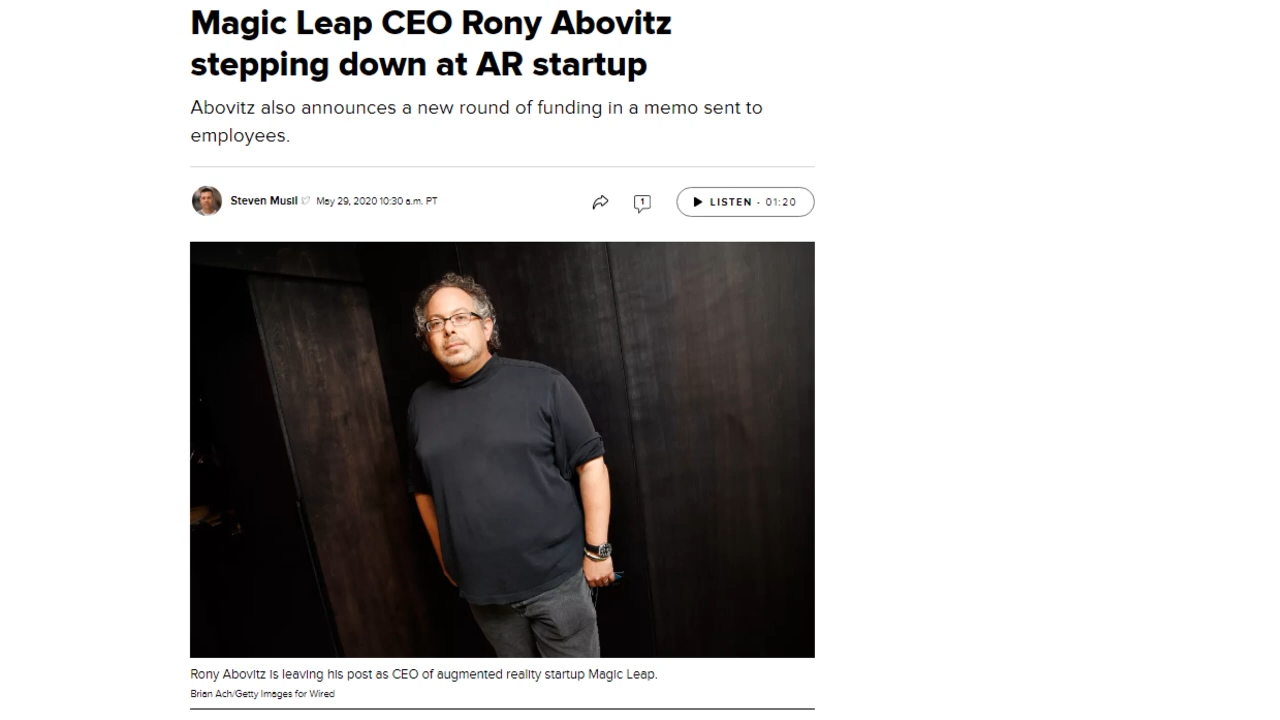 Magic Leap CEO Rony Abovitz
stepping down at AR startup
Abovitz also announces a new round of funding in a memo sent to
employees.
Steven Musil May 29, 2020 10:30 a.m. PT
1
LISTEN - 01:20
Rony Abovitz is leaving his post as CEO of augmented reality startup Magic Leap.
Brian Ach/Getty Images for Wired